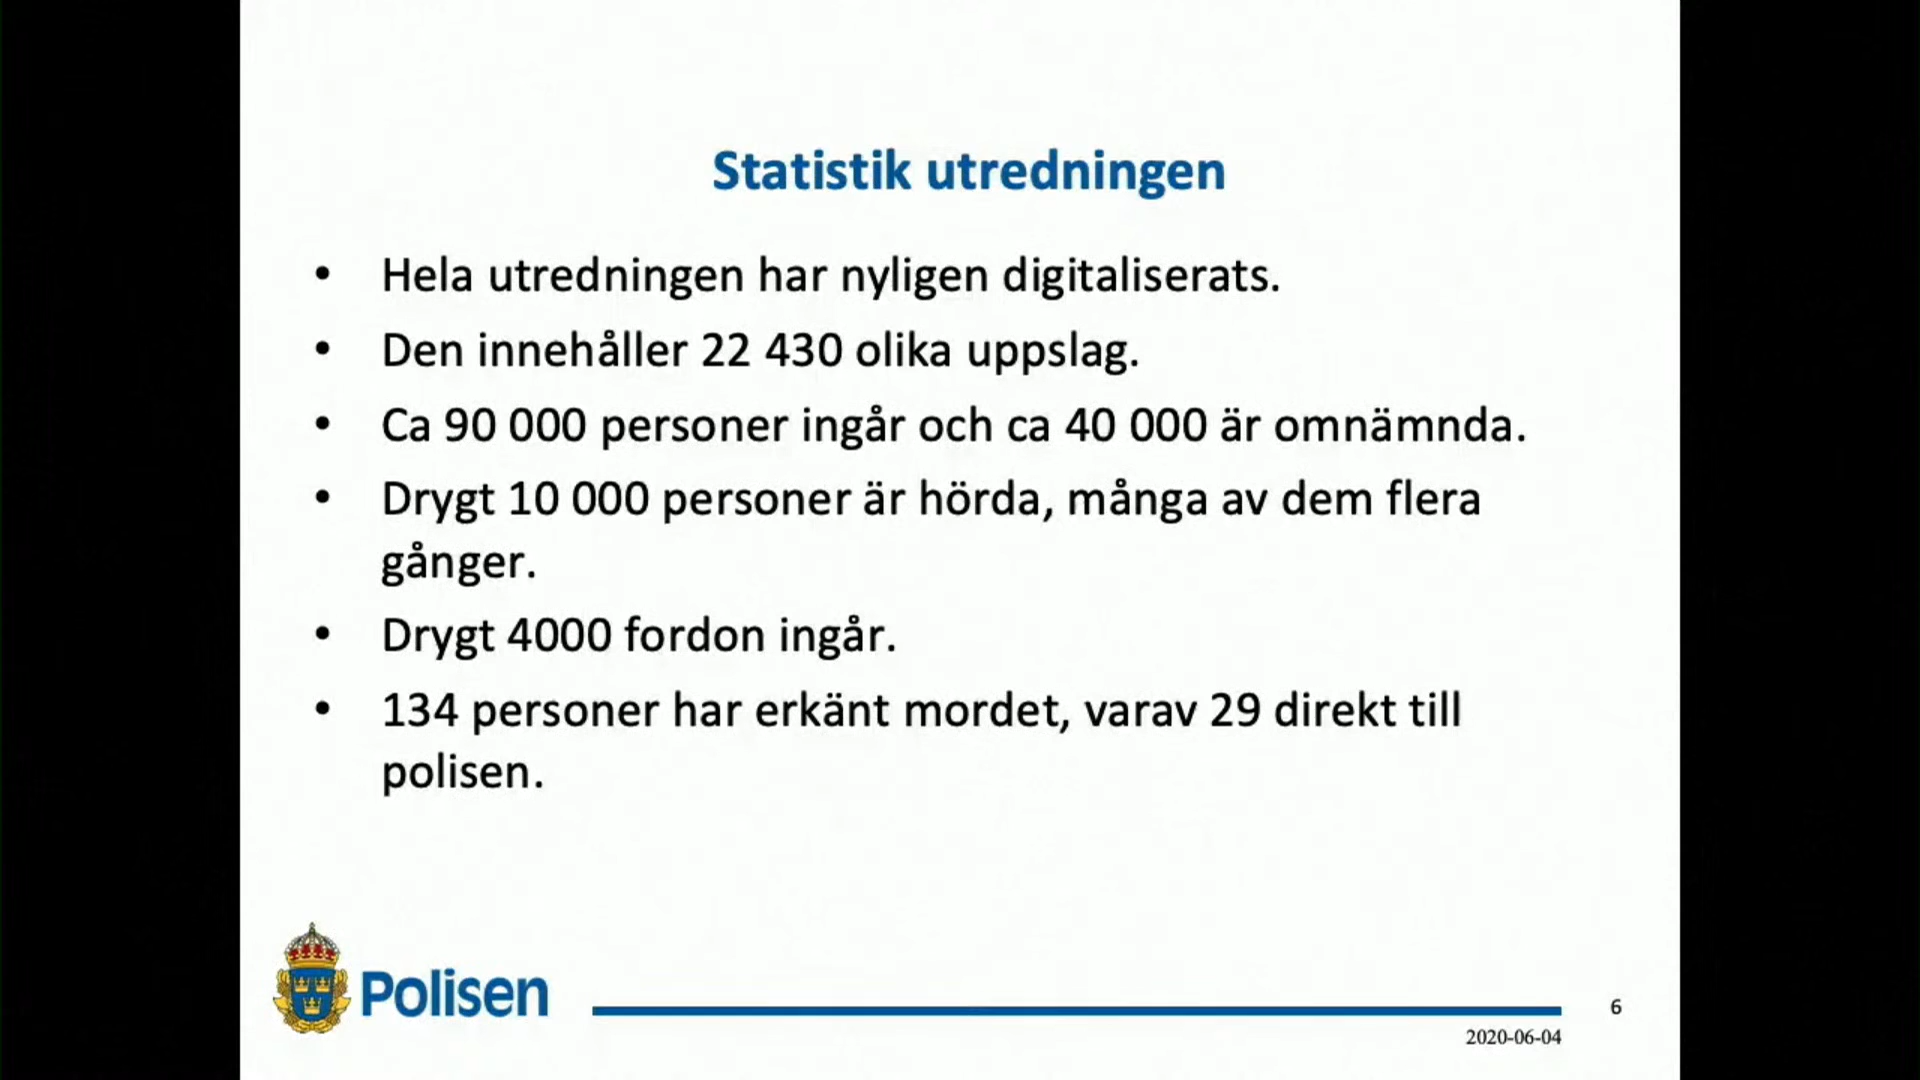 Statistik utredningen
• Hela utredningen har nyligen digitaliserats.
• Den innehåller 22 430 olika uppslag.
• Ca 90 000 personer ingår och ca 40 000 är omnämnda.
• Drygt 10 000 personer är hörda, många av dem flera
gånger.
• Drygt 4000 fordon ingår.
• 134 personer har erkänt mordet, varav 29 direkt till
polisen.
Polisen
6
2020-06-04